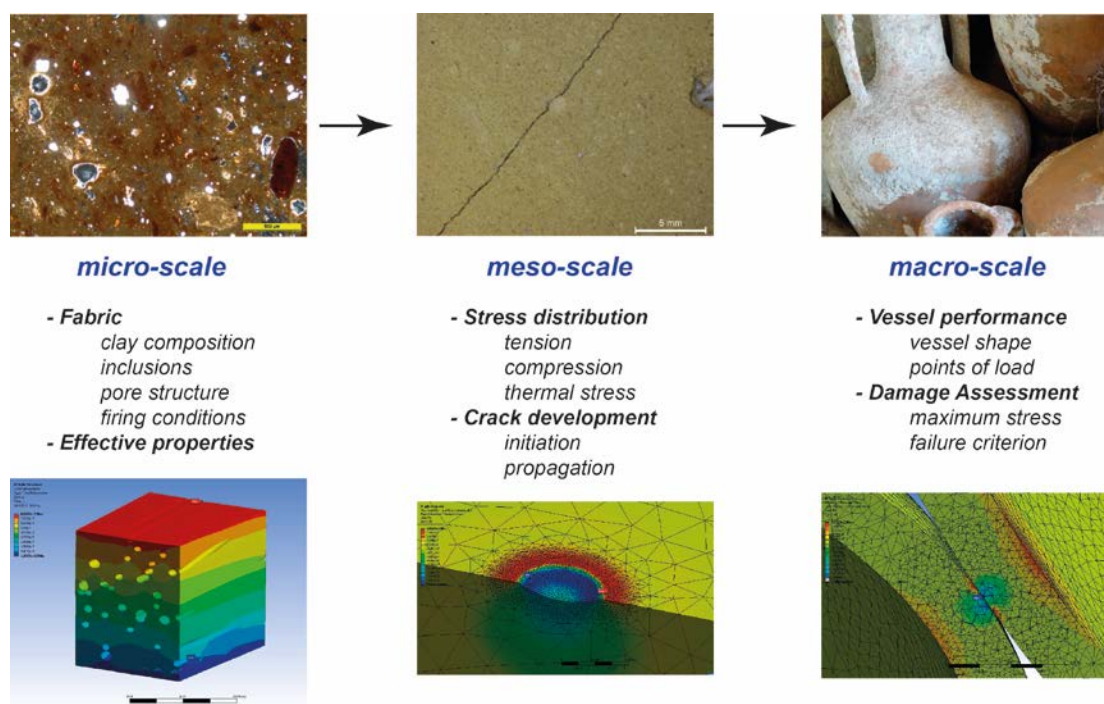 5 mm
micro-scale
- Fabric
clay composition
inclusions
pore structure
firing conditions
- Effective properties
meso-scale
- Stress distribution
tension
compression
thermal stress
- Crack development
initiation
propagation
macro-scale
- Vessel performance
vessel shape
points of load
- Damage Assessment
maximum stress
failure criterion